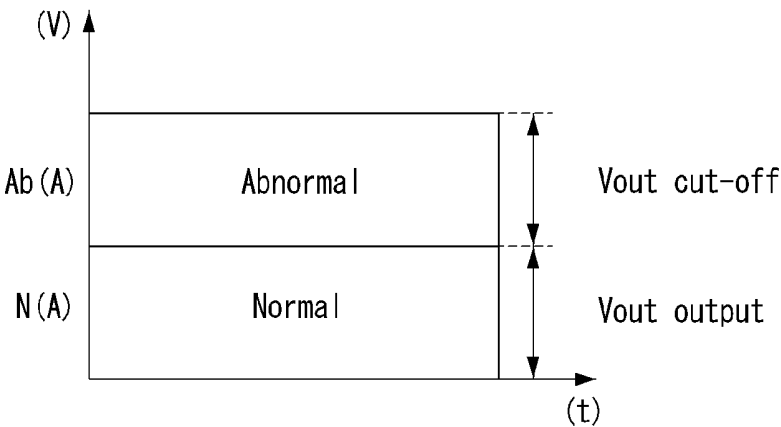 (V)
Ab(A)
Abnormal
Vout cut-off
N(A)
Normal
Vout output
(t)